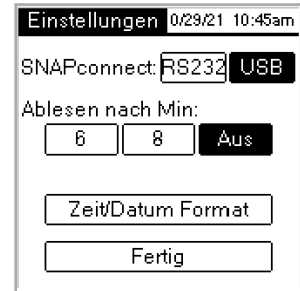 Einstellungen 0/29/21 10:45am
SNAPconnect: RS232 USB
Ablesen nach Min:
6 8 Aus
Zeit/Datum Format
Fertig